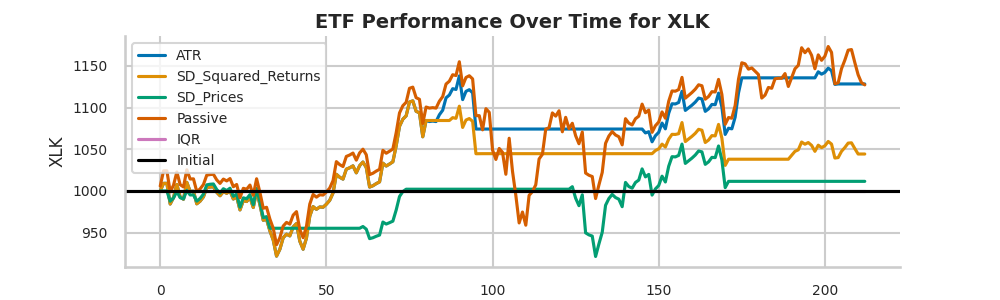 ETF Performance Over Time for XLK
XLK
1150
1100
1050
1000
950
ATR
SD_Squared_Returns
SD_Prices
Passive
IQR
Initial
0
50
100
150
200